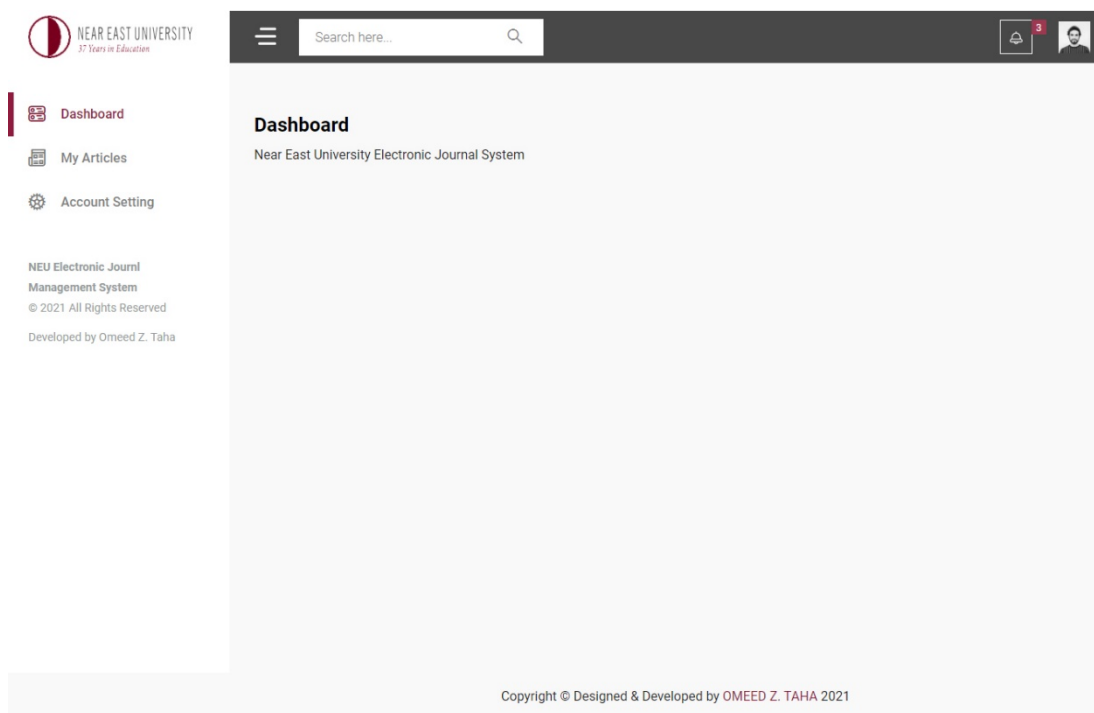 NEAR EAST UNIVERSITY
37 Years in Education
Search here...
3
Dashboard
My Articles
Account Setting
NEU Electronic Journl
Management System
© 2021 All Rights Reserved
Developed by Omeed Z. Taha
Dashboard
Near East University Electronic Journal System
Copyright © Designed & Developed by OMEED Z. TAHA 2021